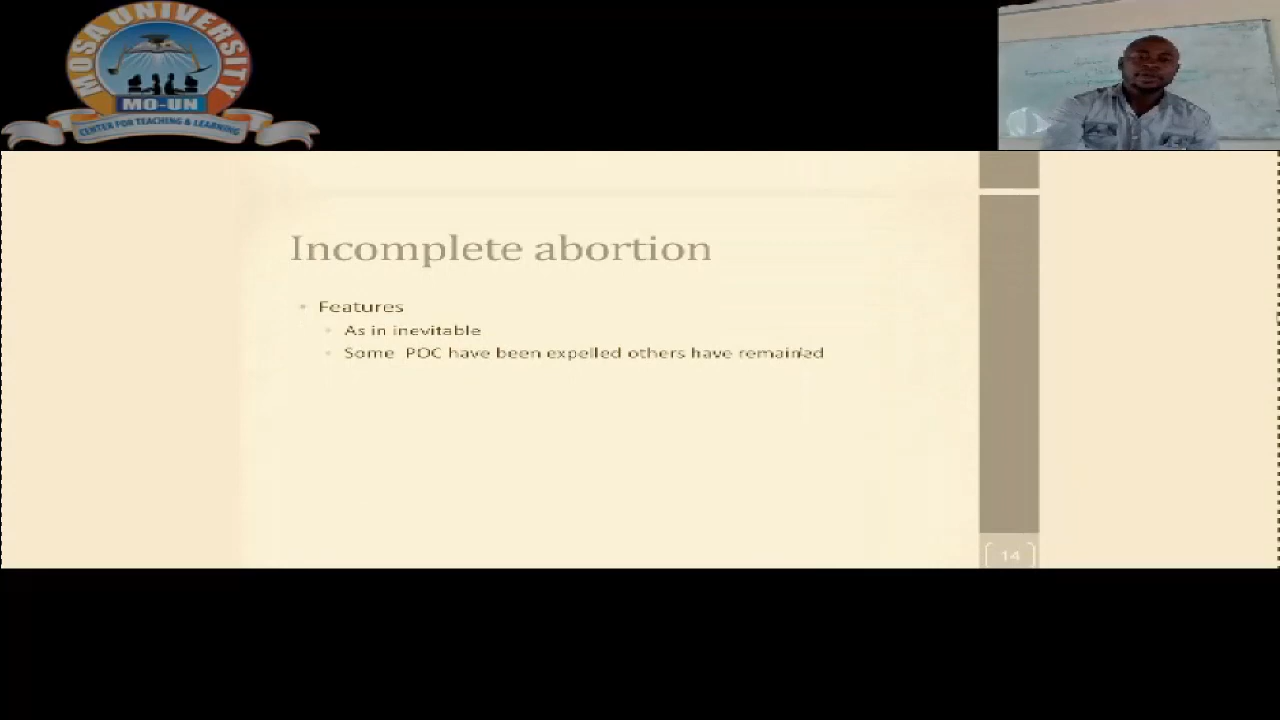 MOSA UNIVERSITY
MO-UN
CENTER FOR TEACHING & LEARNING
Incomplete abortion
• Features
• As in inevitable
• Some POC have been expelled others have remained
14